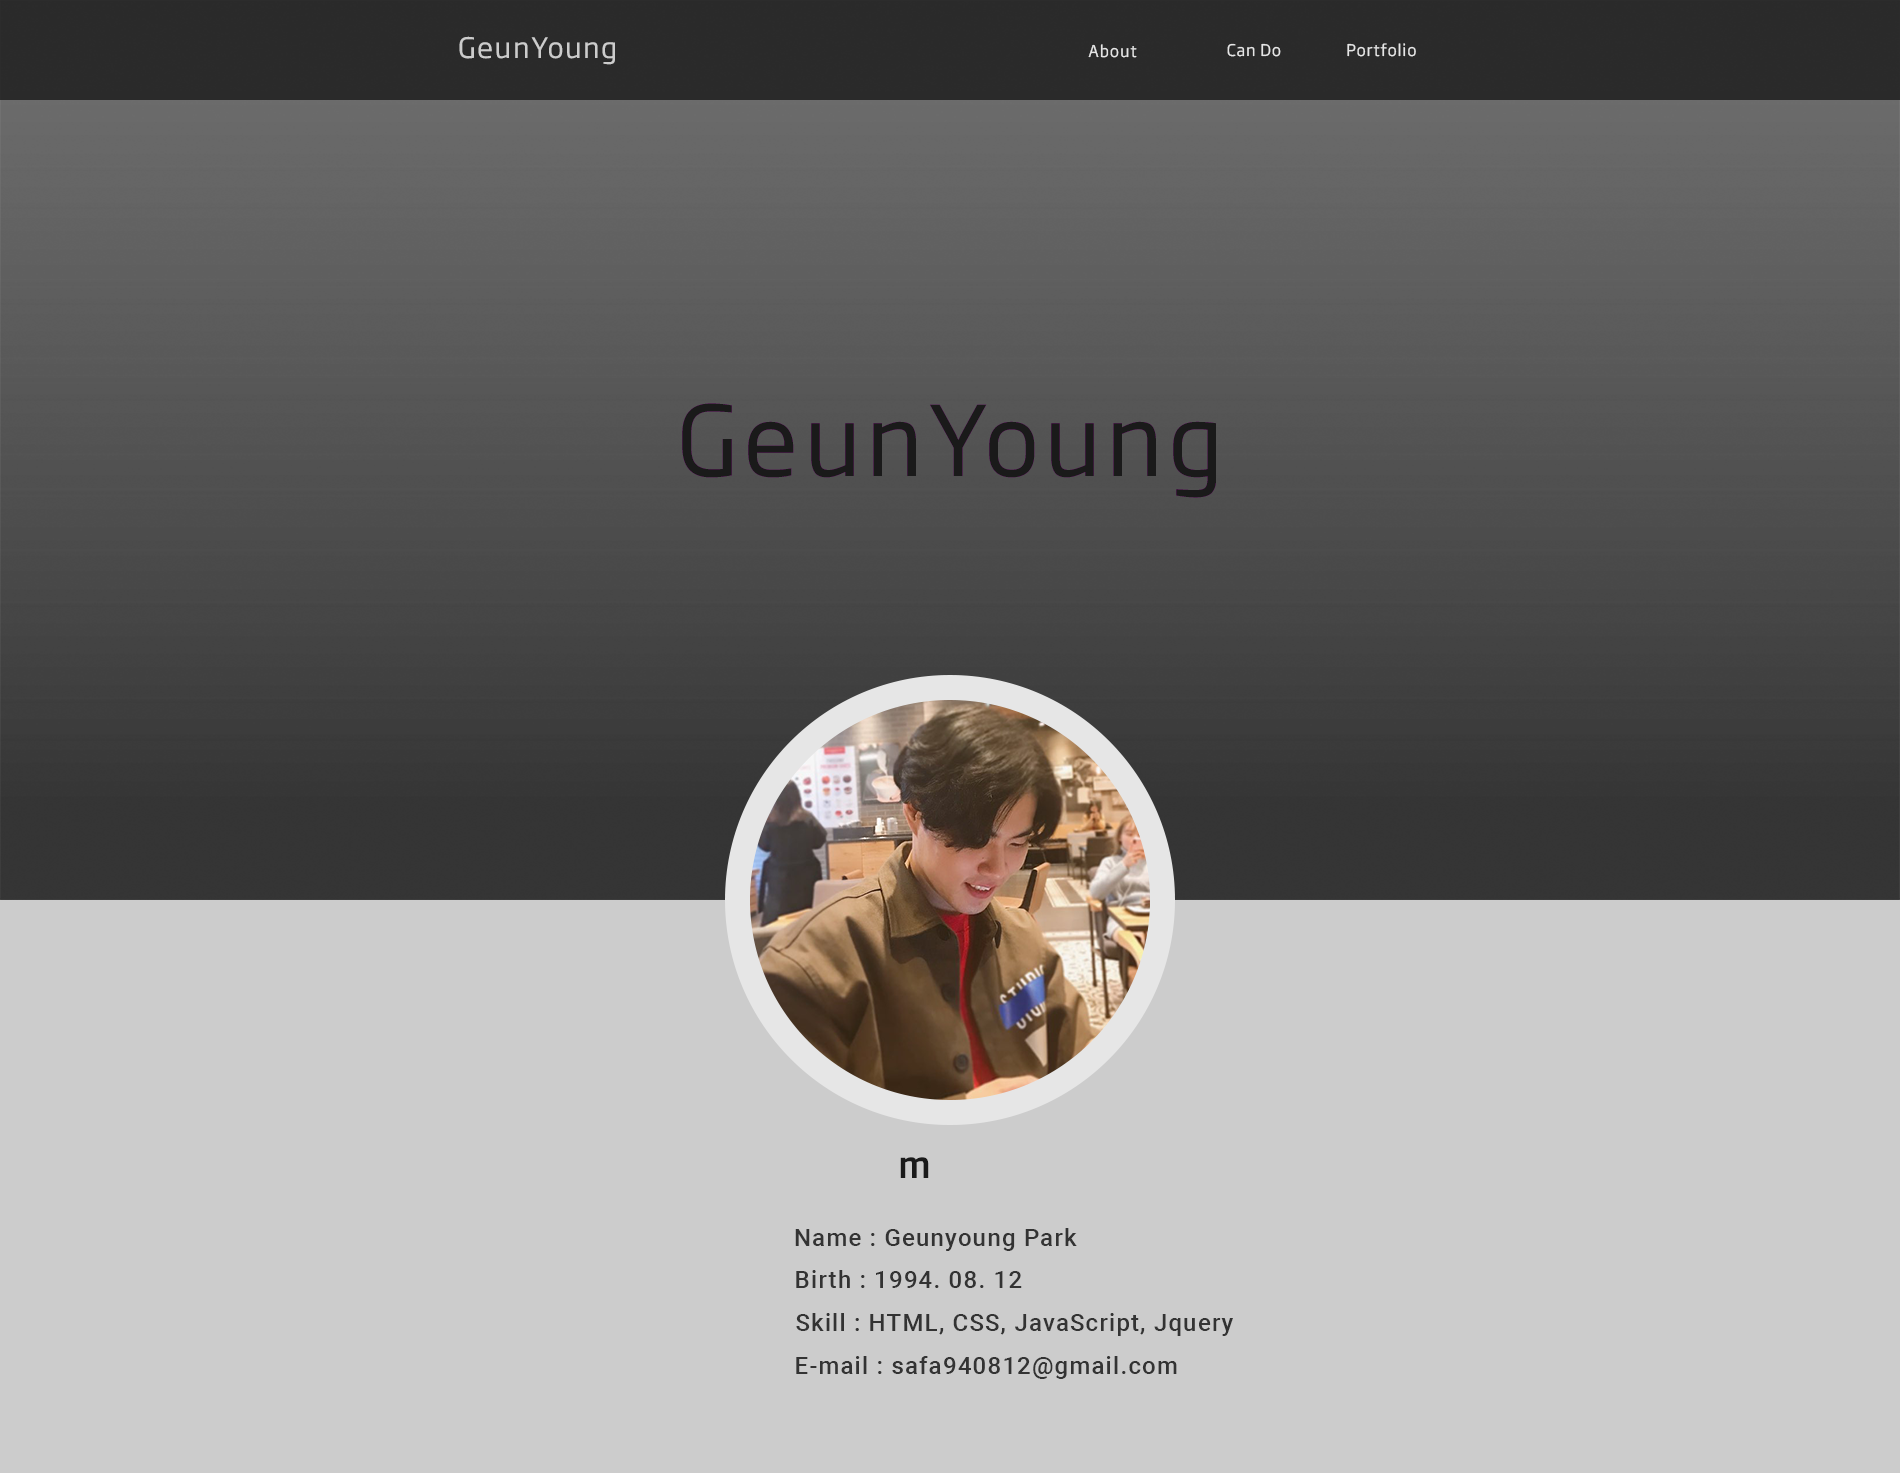 GeunYoung
About
Can Do
Portfolio
GeunYoung
m
Name : Geunyoung Park
Birth : 1994. 08. 12
Skill : HTML, CSS, JavaScript, Jquery
E-mail : safa940812@gmail.com